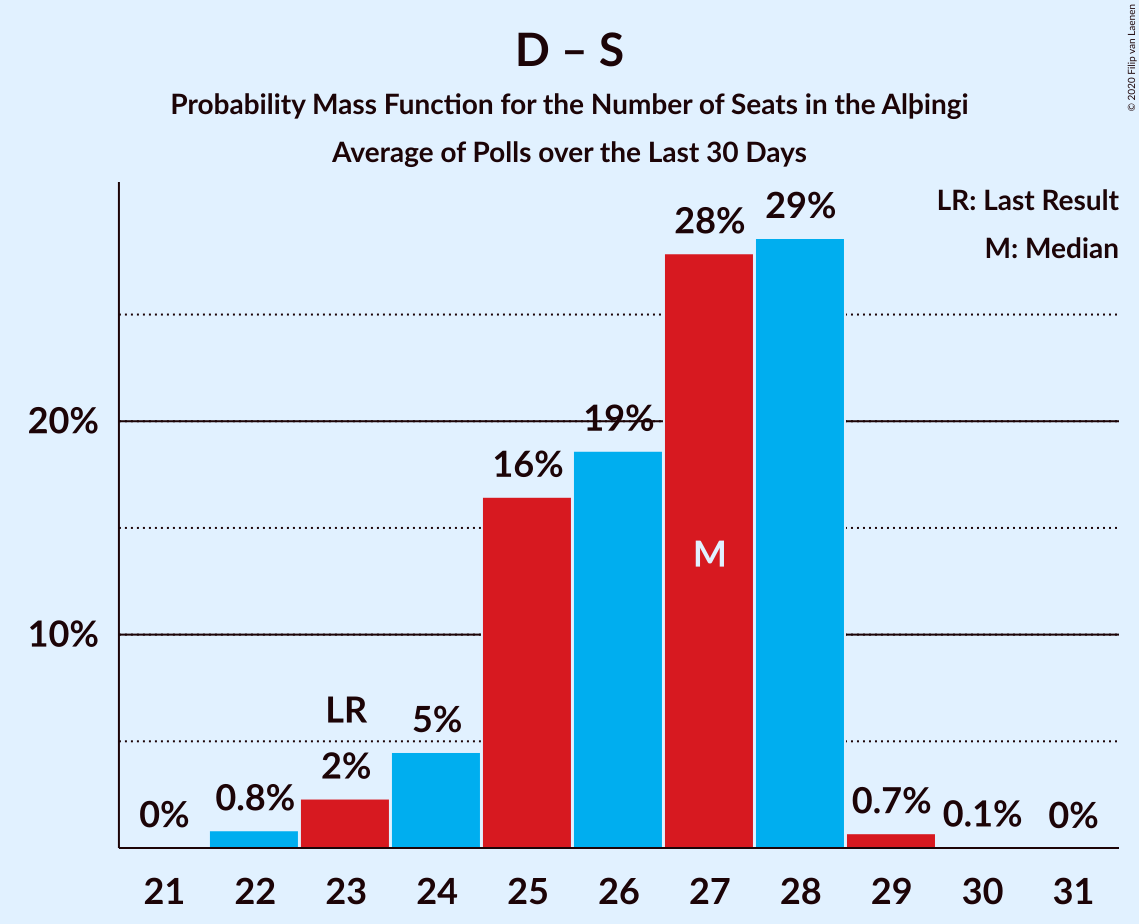 D – S
Probability Mass Function for the Number of Seats in the Alþingi
Average of Polls over the Last 30 Days
© 2020 Filip van Laenen
LR: Last Result
M: Median
20%
10%
0%
0.8%
LR
2%
5%
16%
19%
28%
M
29%
0.7%
0.1%
0%
21 22 23 24 25 26 27 28 29 30 31